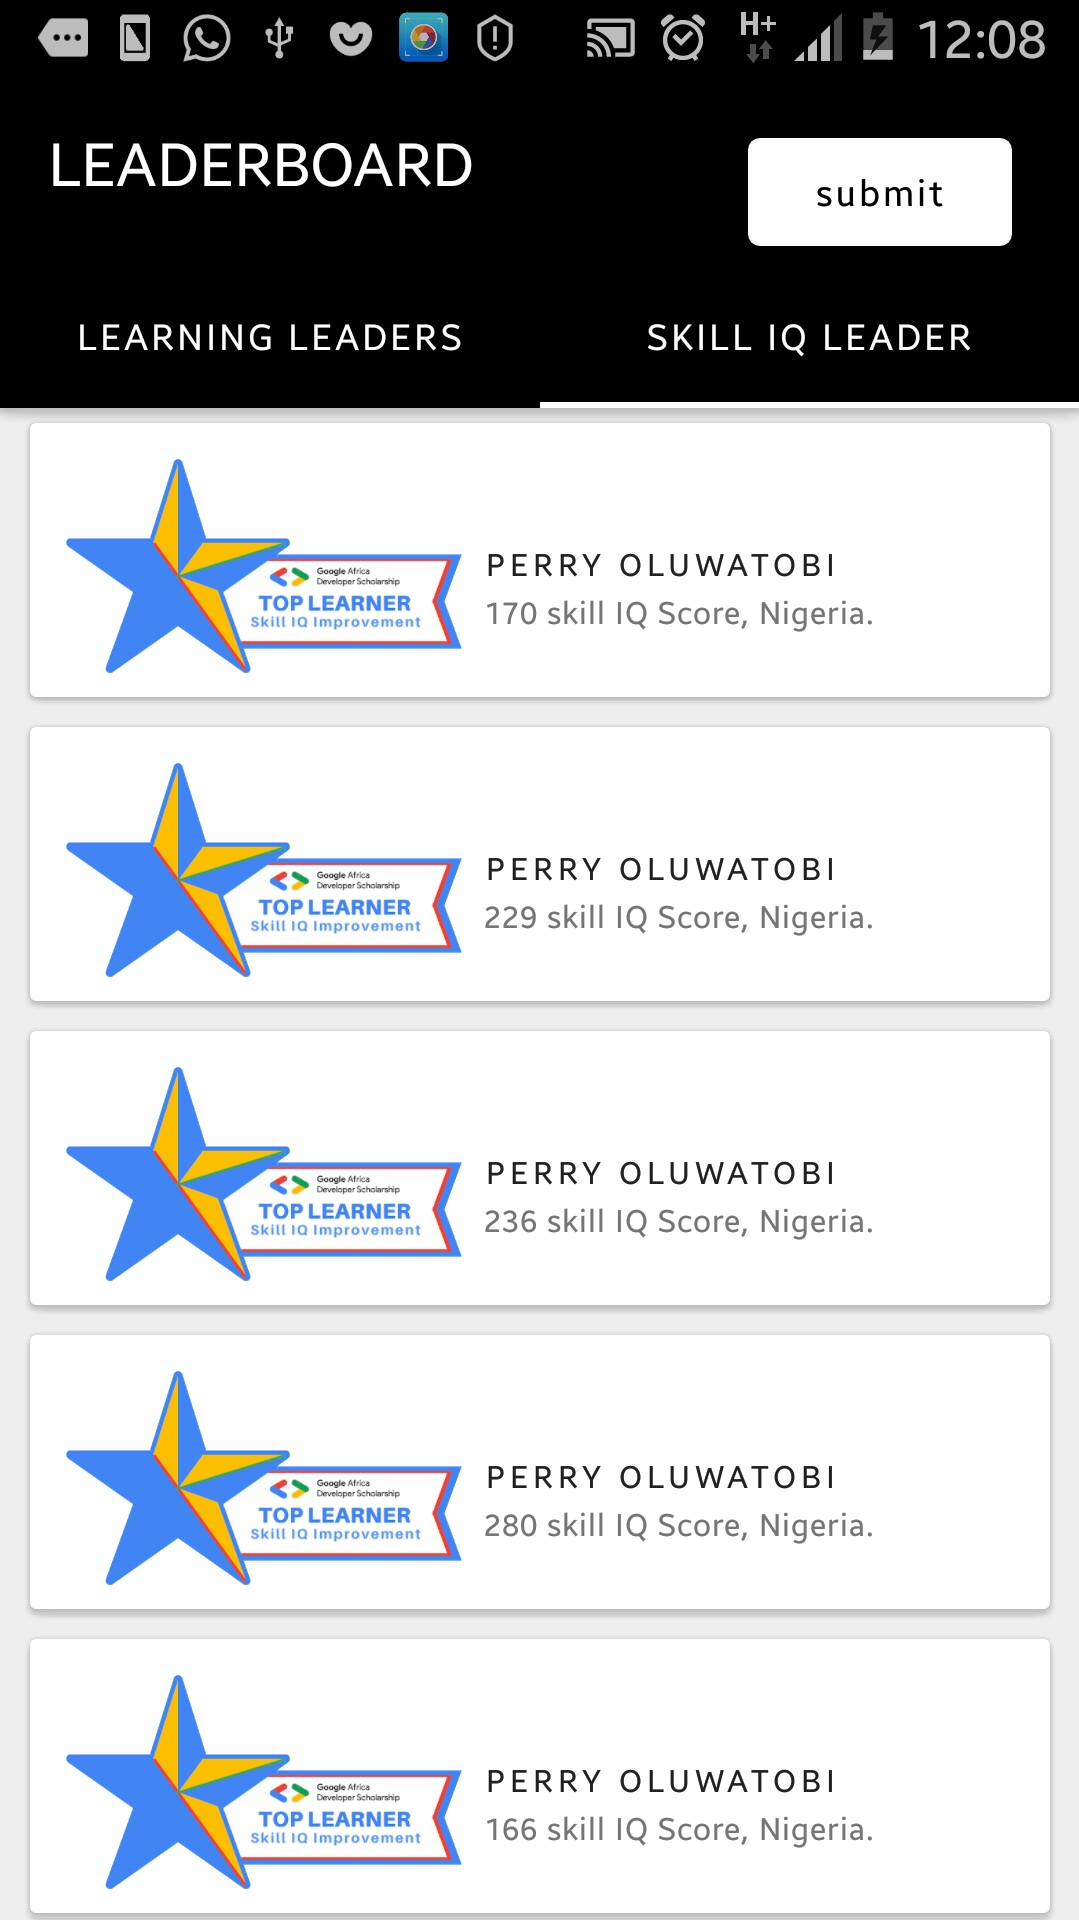 H+
12:08
LEADERBOARD
submit
LEARNING LEADERS
SKILL IQ LEADER
Google Africa
Developer Scholarship
TOP LEARNER
Skill IQ Improvement
PERRY OLUWATOBI
170 skill IQ Score, Nigeria.
Google Africa
Developer Scholarship
TOP LEARNER
Skill IQ Improvement
PERRY OLUWATOBI
229 skill IQ Score, Nigeria.
Google Africa
Developer Scholarship
TOP LEARNER
Skill IQ Improvement
PERRY OLUWATOBI
236 skill IQ Score, Nigeria.
Google Africa
Developer Scholarship
TOP LEARNER
Skill IQ Improvement
PERRY OLUWATOBI
280 skill IQ Score, Nigeria.
Google Africa
Developer Scholarship
TOP LEARNER
Skill IQ Improvement
PERRY OLUWATOBI
166 skill IQ Score, Nigeria.